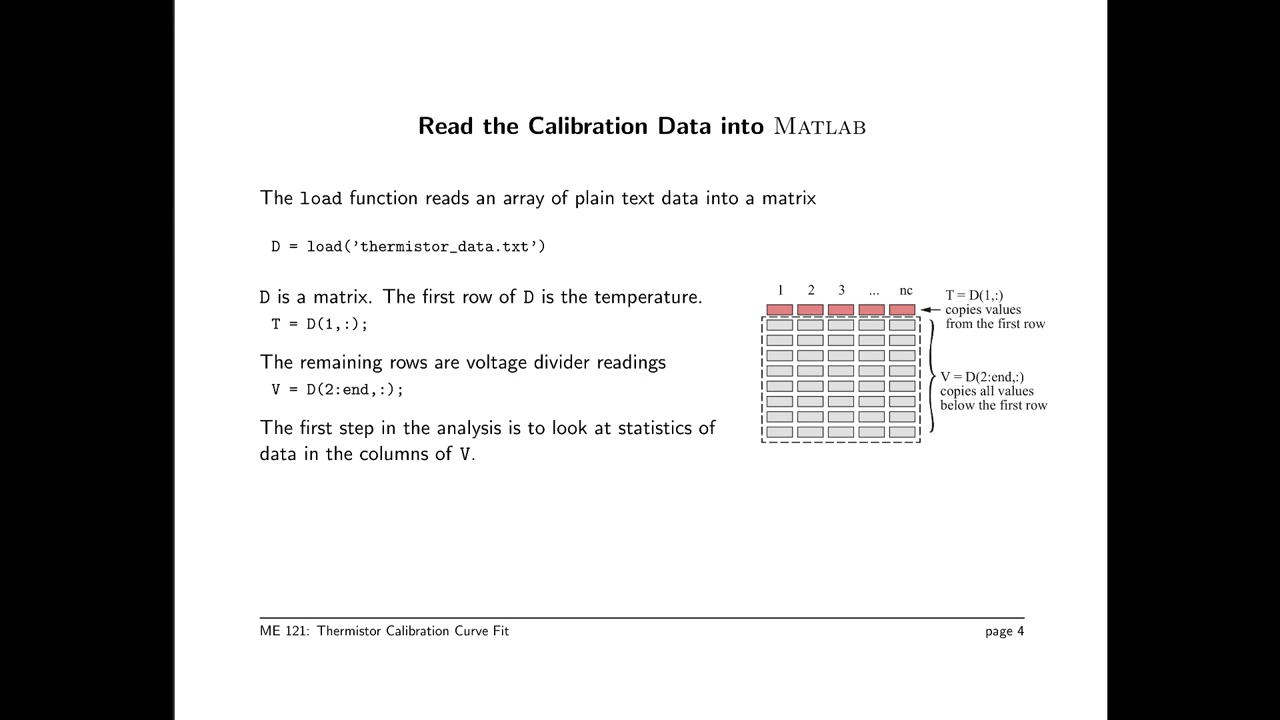 Read the Calibration Data into MATLAB
The load function reads an array of plain text data into a matrix
D = load('thermistor_data.txt')
D is a matrix. The first row of D is the temperature.
T = D(1,:);
The remaining rows are voltage divider readings
V = D(2:end,:);
The first step in the analysis is to look at statistics of
data in the columns of V.
1 2 3 ... nc
T = D(1,:)
copies values
from the first row
V = D(2:end,:)
copies all values
below the first row
ME 121: Thermistor Calibration Curve Fit page 4